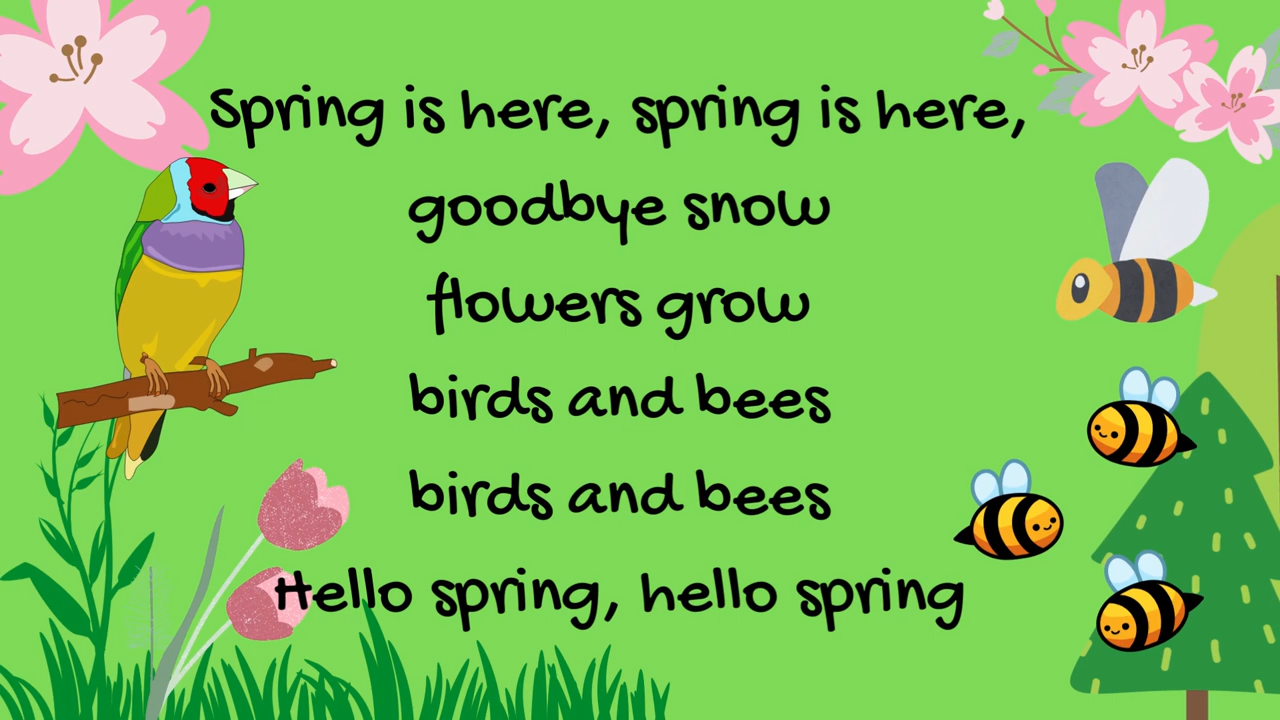 Spring is here, spring is here,
goodbye snow
flowers grow
birds and bees
birds and bees
Hello spring, hello spring